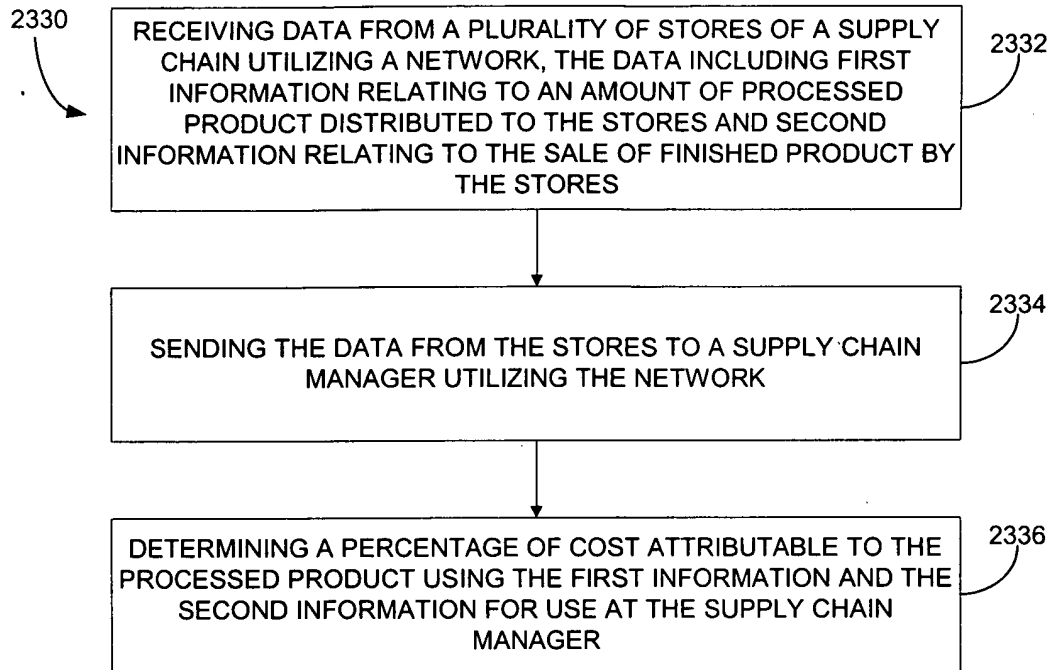 2330
RECEIVING DATA FROM A PLURALITY OF STORES OF A SUPPLY
CHAIN UTILIZING A NETWORK, THE DATA INCLUDING FIRST
INFORMATION RELATING TO AN AMOUNT OF PROCESSED
PRODUCT DISTRIBUTED TO THE STORES AND SECOND
INFORMATION RELATING TO THE SALE OF FINISHED PRODUCT BY
THE STORES
2332
SENDING THE DATA FROM THE STORES TO A SUPPLY CHAIN
MANAGER UTILIZING THE NETWORK
2334
DETERMINING A PERCENTAGE OF COST ATTRIBUTABLE TO THE
PROCESSED PRODUCT USING THE FIRST INFORMATION AND THE
SECOND INFORMATION FOR USE AT THE SUPPLY CHAIN
MANAGER
2336